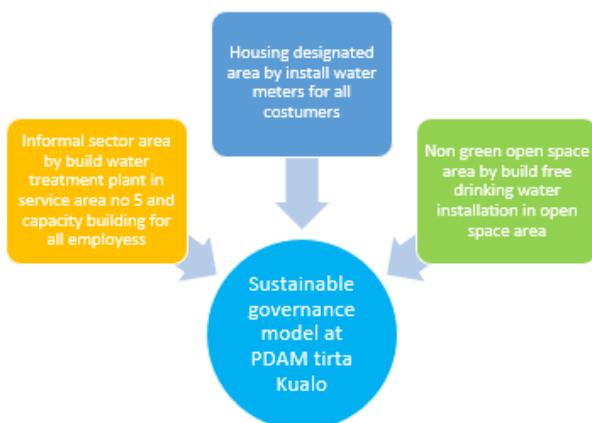 Housing designated
area by install water
meters for all
costumers
Informal sector area
by build water
treatment plant in
service area no 5 and
capacity building for
all employess
Non green open space
area by build free
drinking water
installation in open
space area
Sustainable
governance
model at
PDAM tirta
Kualo